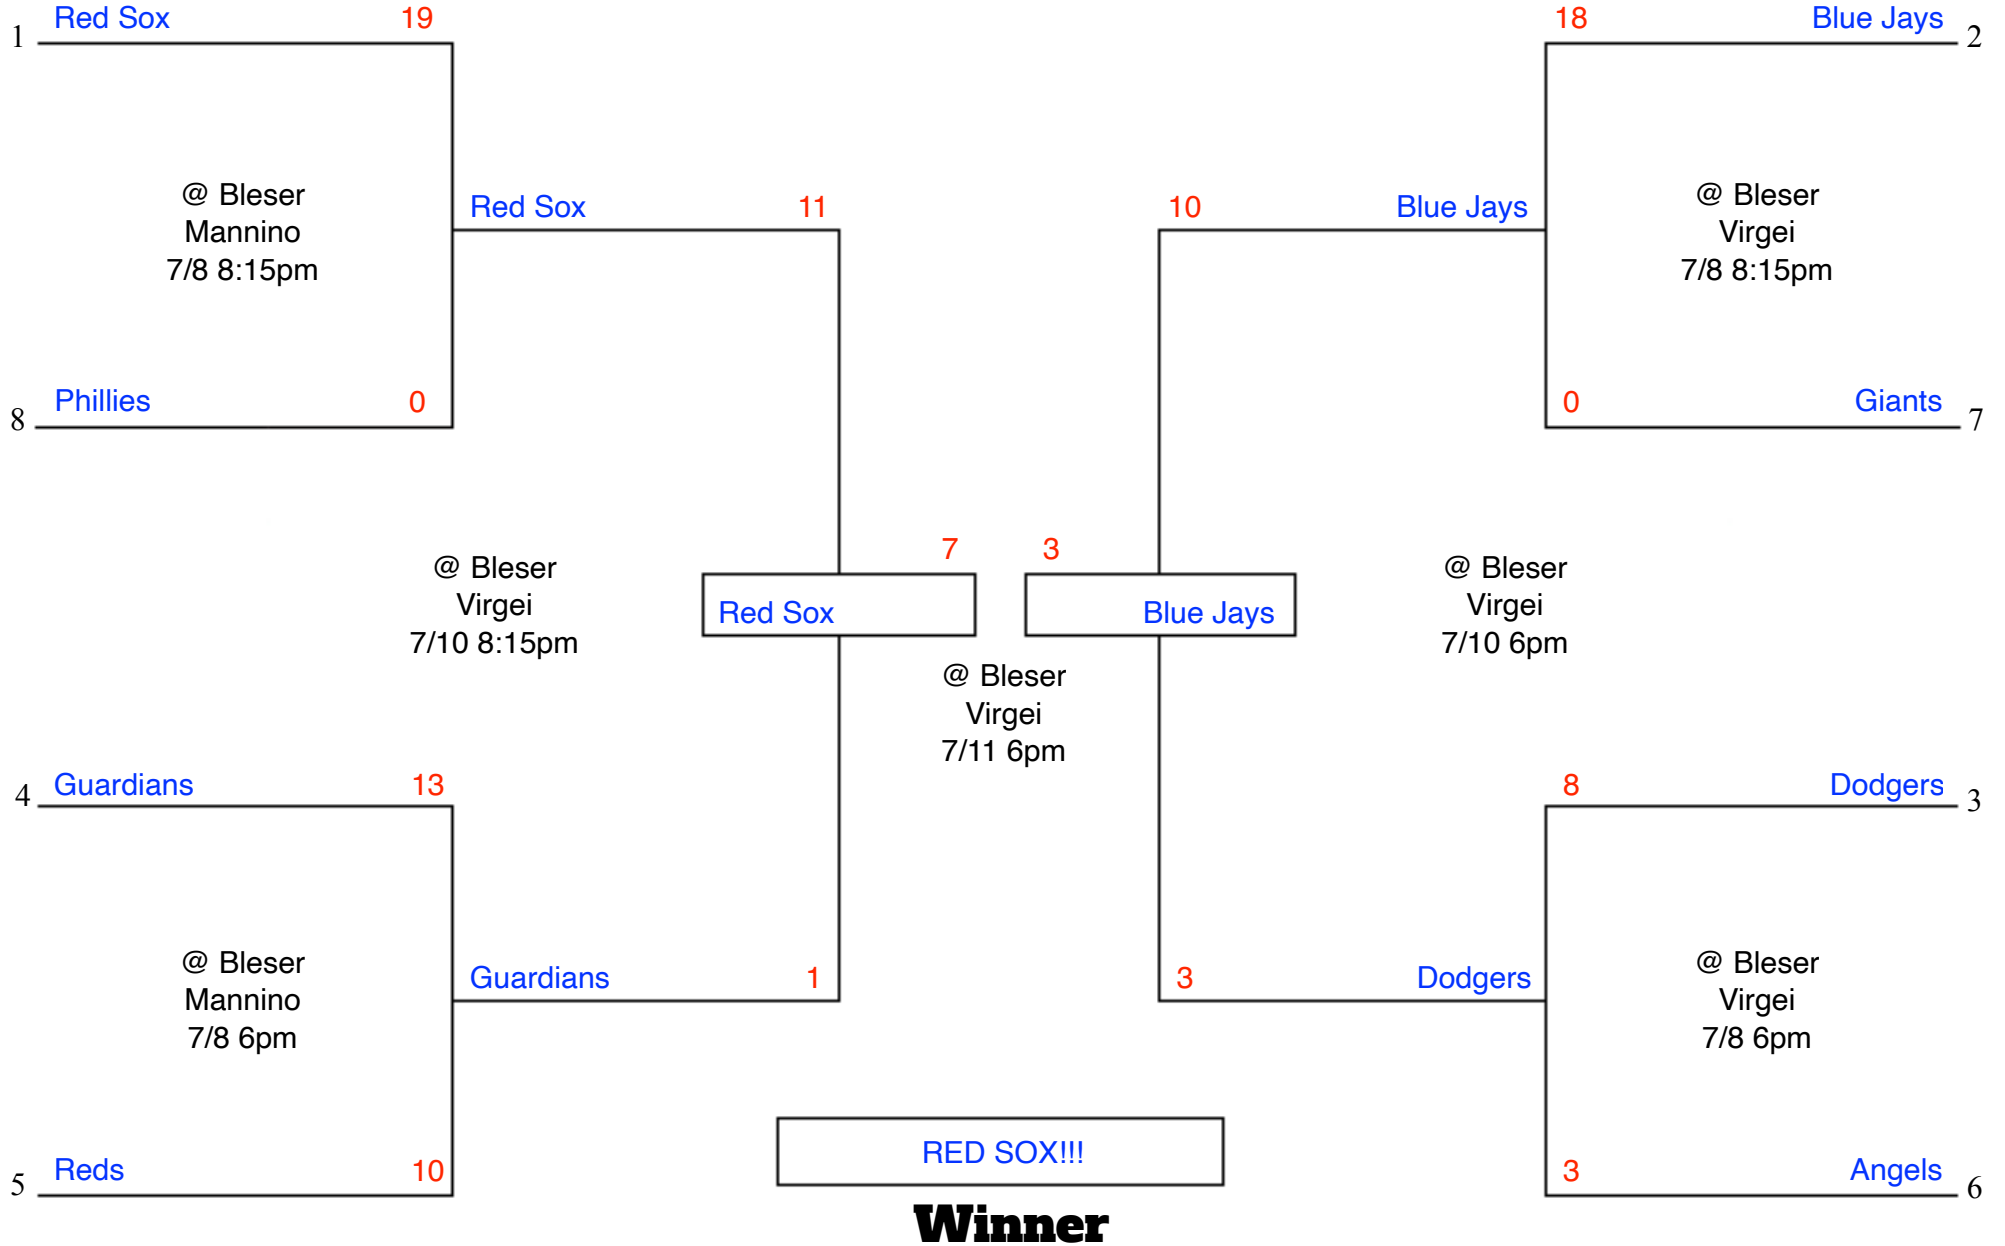 Red Sox 19
1
@ Bleser
Mannino
7/8 8:15pm
Phillies 0
8
Red Sox 11
@ Bleser
Virgei
7/10 8:15pm
Guardians 13
4
@ Bleser
Mannino
7/8 6pm
Guardians 1
Reds 10
5
7
Red Sox
3
Blue Jays
@ Bleser
Virgei
7/11 6pm
18 Blue Jays
2
@ Bleser
Virgei
7/8 8:15pm
0 Giants
7
10 Blue Jays
@ Bleser
Virgei
7/10 6pm
8 Dodgers
3
@ Bleser
Virgei
7/8 6pm
3 Dodgers
3 Angels
6
RED SOX!!!
Winner